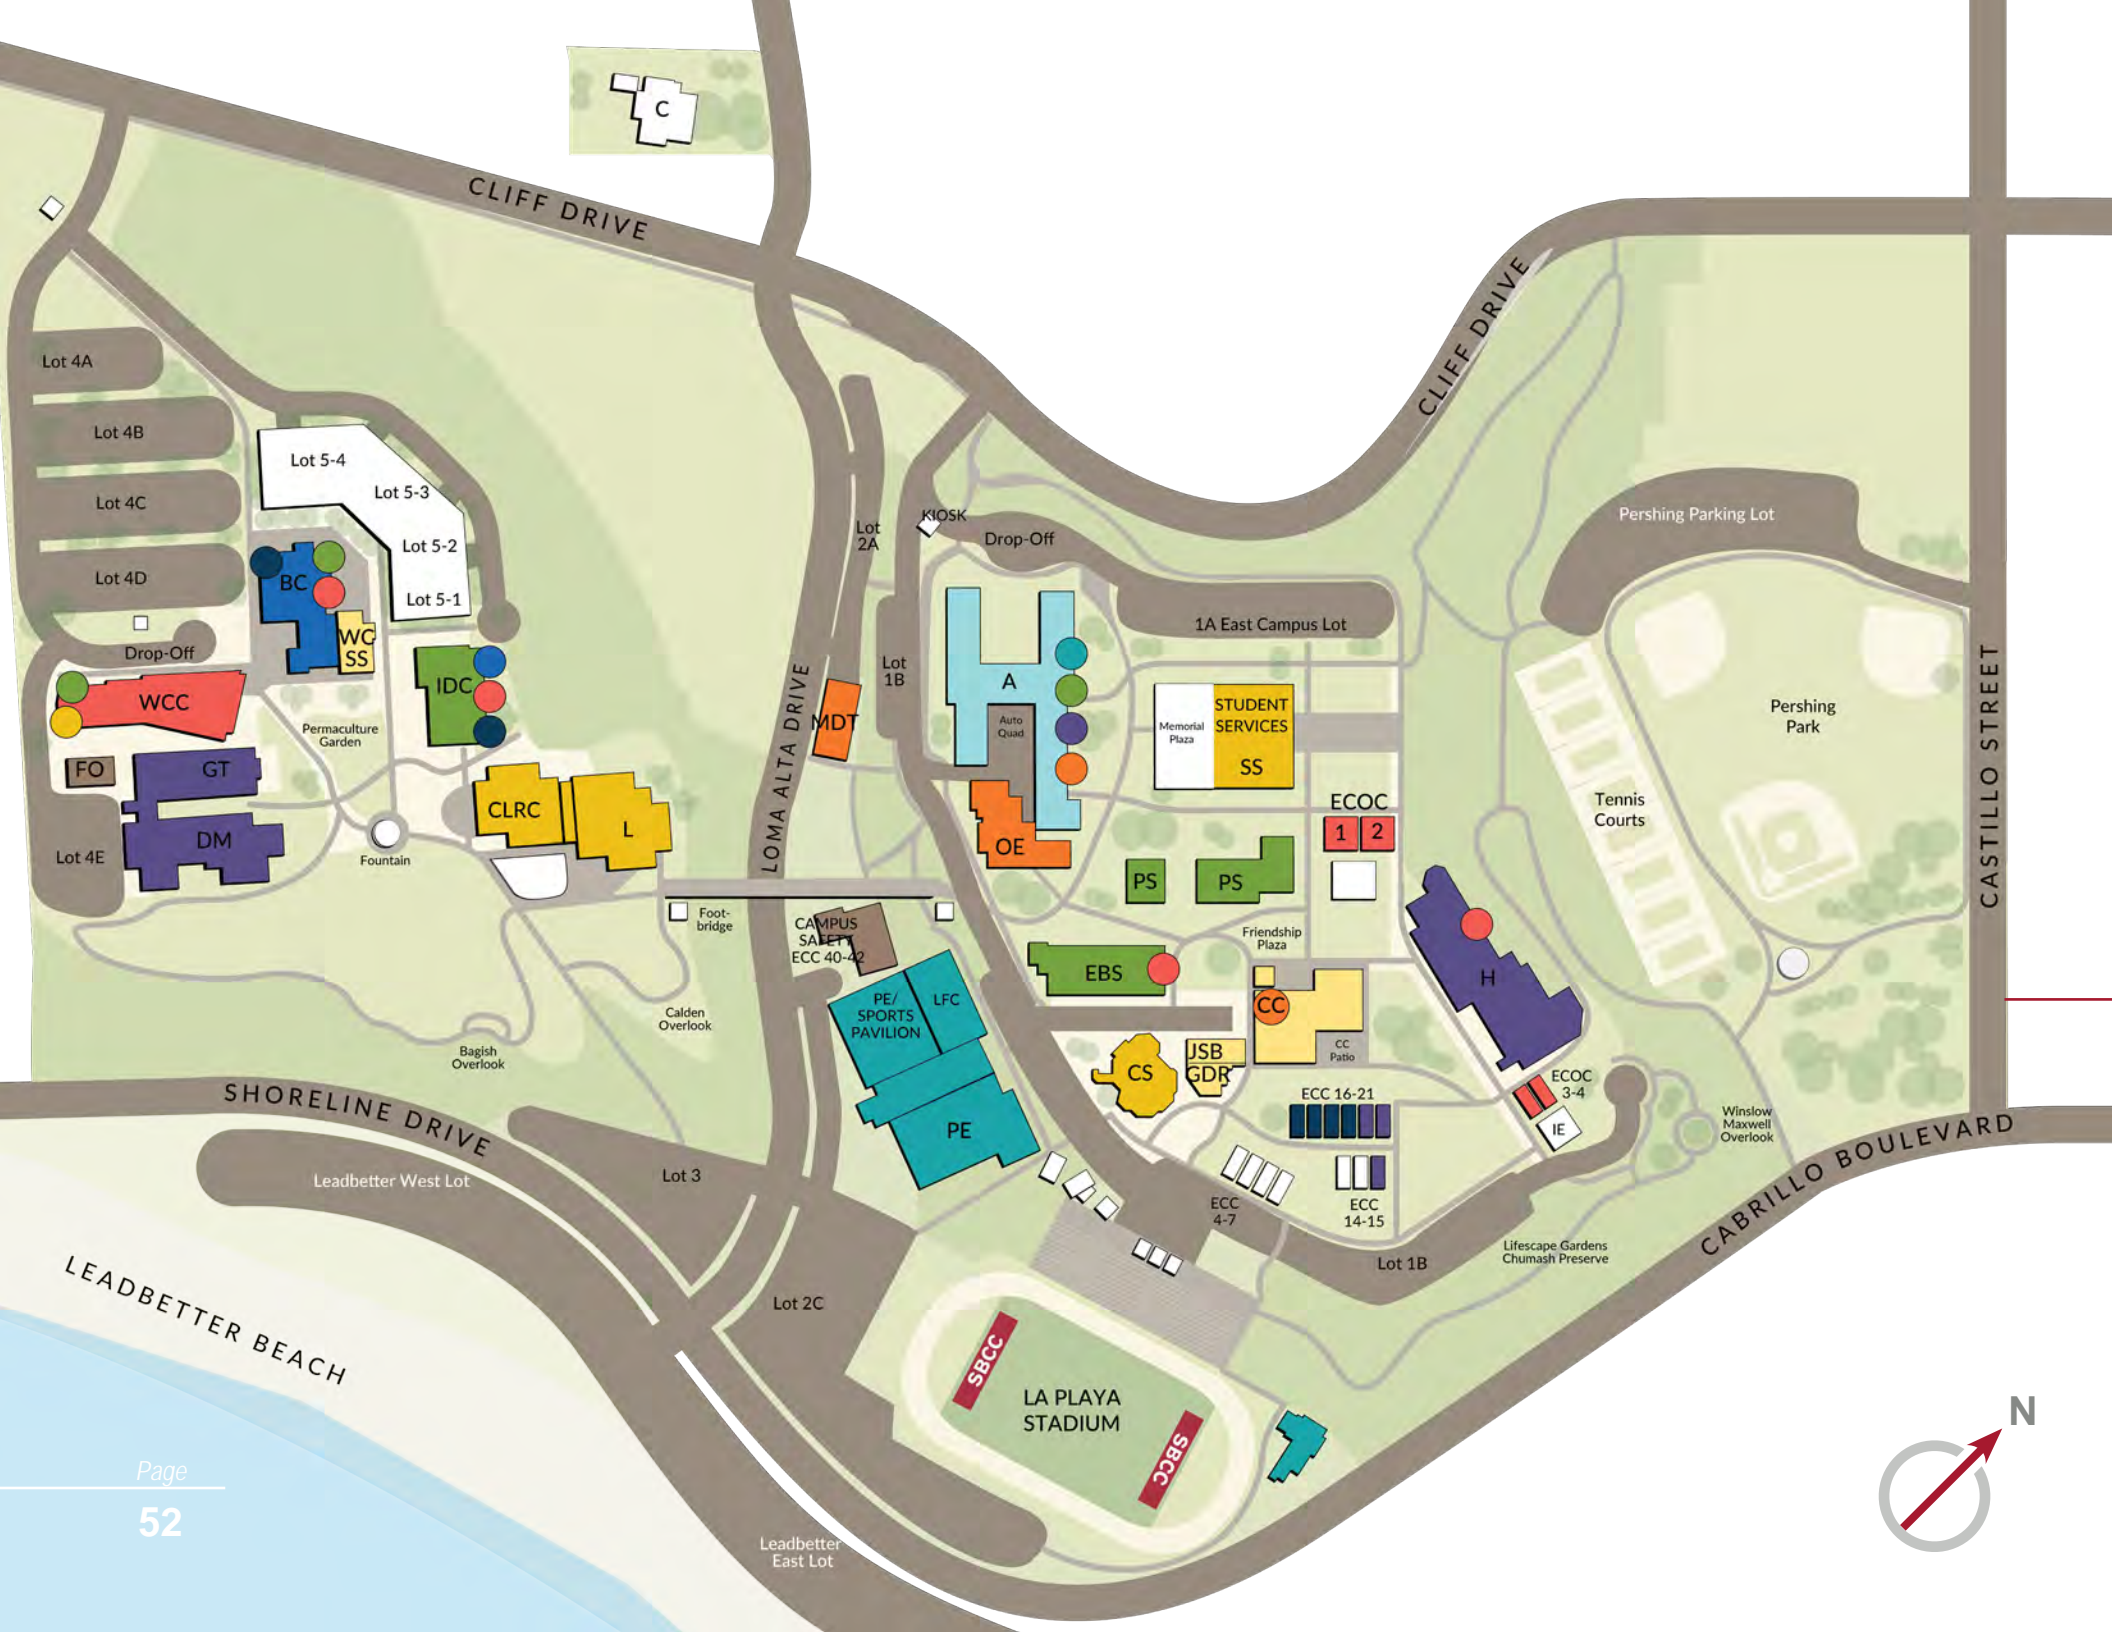 C
CLIFF DRIVE
CLIFF DRIVE
Lot 4A
Lot 4B
Lot 4C
Lot 4D
Lot 5-4
Lot 5-3
Lot 5-2
Lot 5-1
KIOSK
Drop-Off
Lot
2A
Pershing Parking Lot
BC
WC
SS
Drop-Off
WCC
IDC
Permaculture
Garden
FO
GT
DM
Lot 4E
CLRC
L
Fountain
LOMA ALTA DRIVE
MDT
Lot
1B
A
Auto
Quad
OE
1A East Campus Lot
Memorial
Plaza
STUDENT
SERVICES
SS
ECOC
1
2
PS
PS
Tennis
Courts
Pershing
Park
CASTILLO STREET
Foot-
bridge
CAMPUS
SAFETY
ECC 40-42
Friendship
Plaza
EBS
H
PE/
SPORTS
PAVILION
LFC
CC
CC
Patio
Calden
Overlook
Bagish
Overlook
CS
JSB
GDR
ECC 16-21
ECOC
3-4
IE
Winslow
Maxwell
Overlook
PE
SHORELINE DRIVE
Leadbetter West Lot
Lot 3
ECC
4-7
ECC
14-15
Lot 1B
Lifescape Gardens
Chumash Preserve
CABRILLO BOULEVARD
LEADBETTER BEACH
Lot 2C
SBCC
LA PLAYA
STADIUM
SBCC
N
Page
52
Leadbetter
East Lot